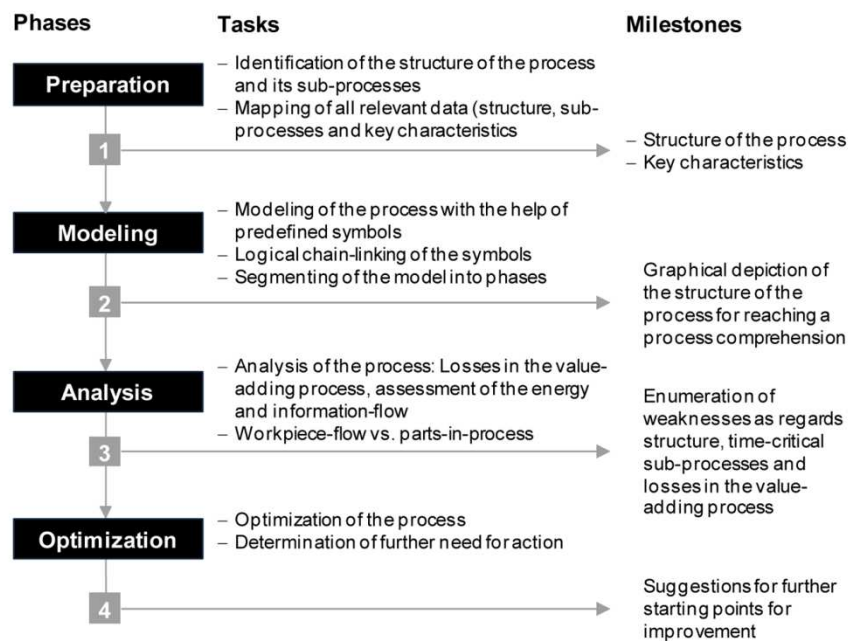 Phases
Tasks
Milestones
Preparation
– Identification of the structure of the process
and its sub-processes
– Mapping of all relevant data (structure, sub-
processes and key characteristics
1
– Structure of the process
– Key characteristics
Modeling
– Modeling of the process with the help of
predefined symbols
– Logical chain-linking of the symbols
– Segmenting of the model into phases
2
Graphical depiction of
the structure of the
process for reaching a
process comprehension
Analysis
– Analysis of the process: Losses in the value-
adding process, assessment of the energy
and information-flow
– Workpiece-flow vs. parts-in-process
3
Enumeration of
weaknesses as regards
structure, time-critical
sub-processes and
losses in the value-
adding process
Optimization
– Optimization of the process
– Determination of further need for action
4
Suggestions for further
starting points for
improvement